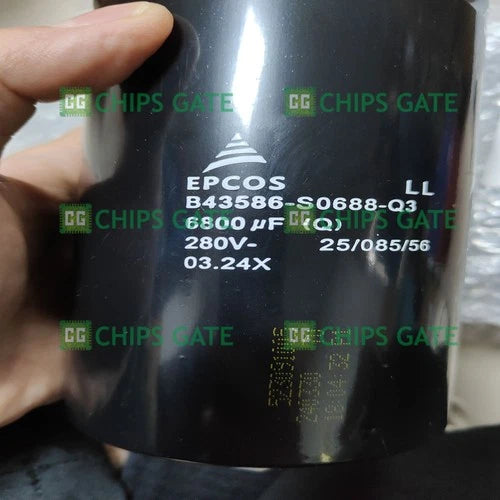 CHIPS GATE CHIPS GATE
EPCOS LL
B43586-S0688-Q3
6800 µF (Q)
280V- 25/085/56
03.24X
CHIPS GATE CHIPS GATE
CHIPS GATE CHIPS GATE